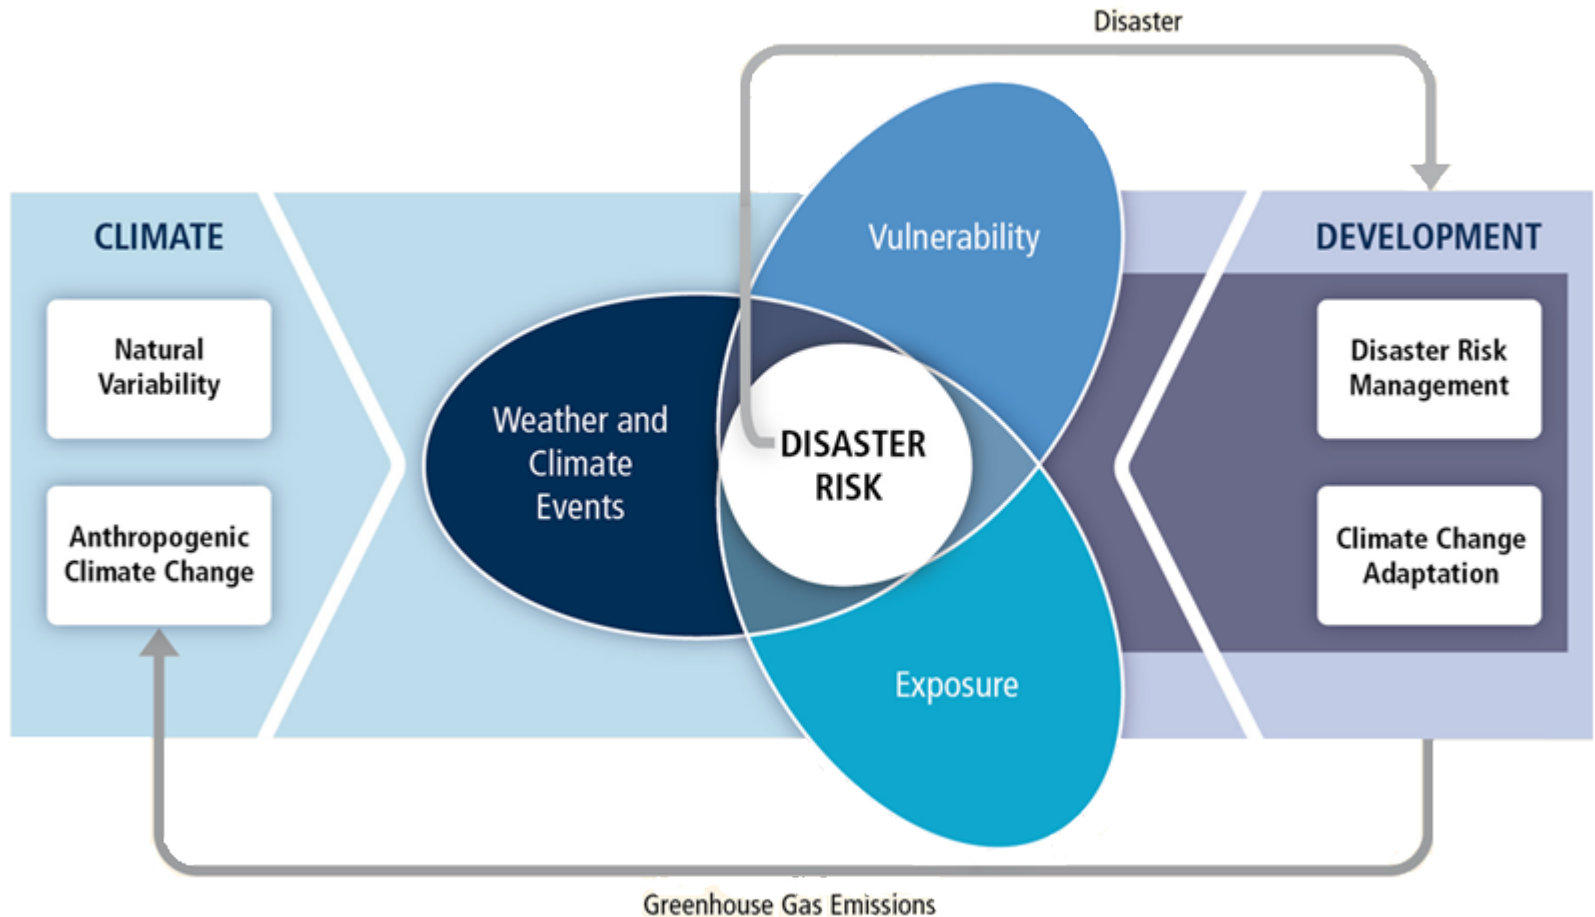 Disaster
CLIMATE
Natural
Variability
Anthropogenic
Climate Change
Weather and
Climate
Events
Vulnerability
DISASTER
RISK
Exposure
DEVELOPMENT
Disaster Risk
Management
Climate Change
Adaptation
Greenhouse Gas Emissions